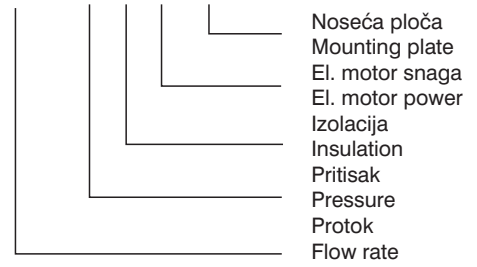 Noseća ploča
Mounting plate
El. motor snaga
El. motor power
Izolacija
Insulation
Pritisak
Pressure
Protok
Flow rate